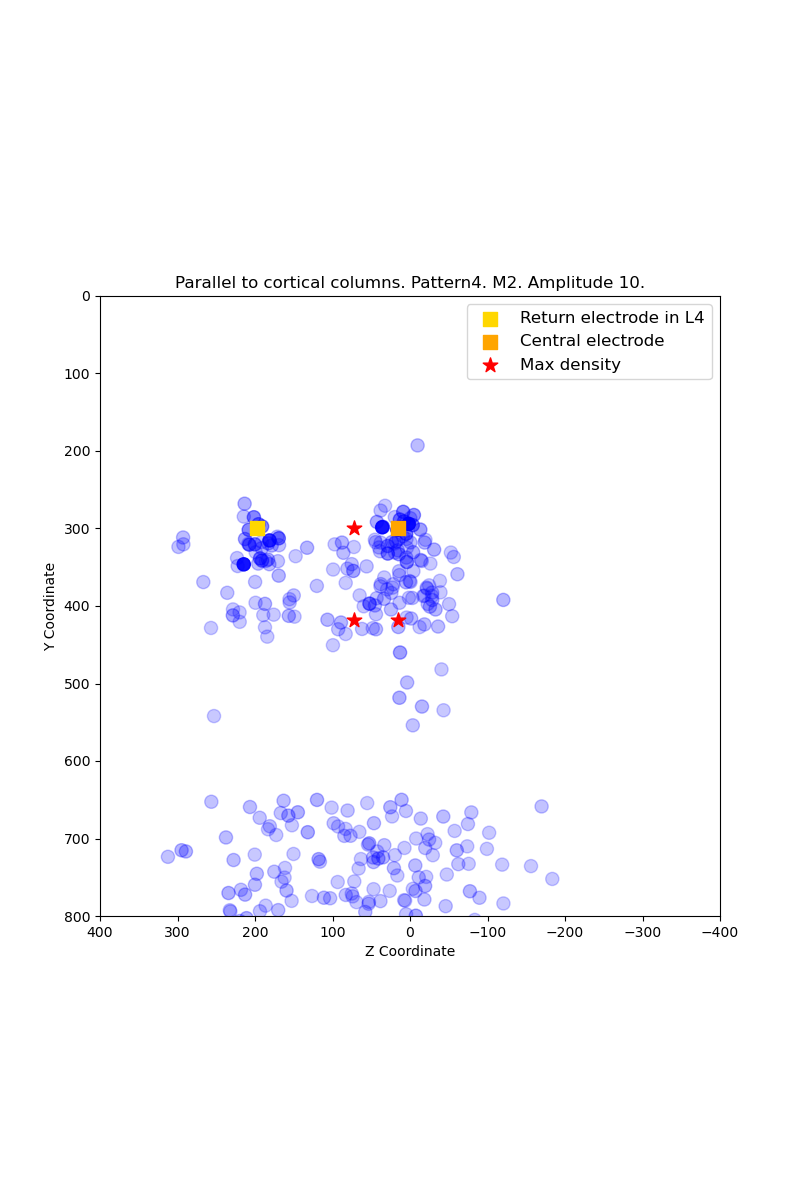 Parallel to cortical columns. Pattern4. M2. Amplitude 10.
Return electrode in L4
Central electrode
Max density
Y Coordinate
0
100
200
300
400
500
600
700
800
400 300 200 100 0 −100 −200 −300 −400
Z Coordinate